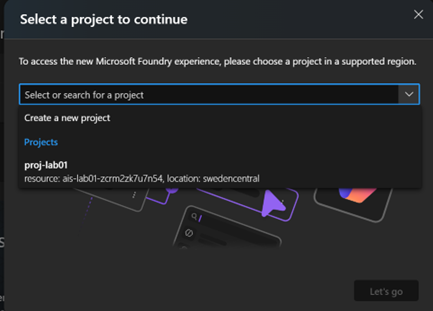 Select a project to continue
To access the new Microsoft Foundry experience, please choose a project in a supported region.
Select or search for a project
Create a new project
Projects
proj-lab01
resource: ais-lab01-zcrm2zk7u7n54, location: swedencentral
Let's go